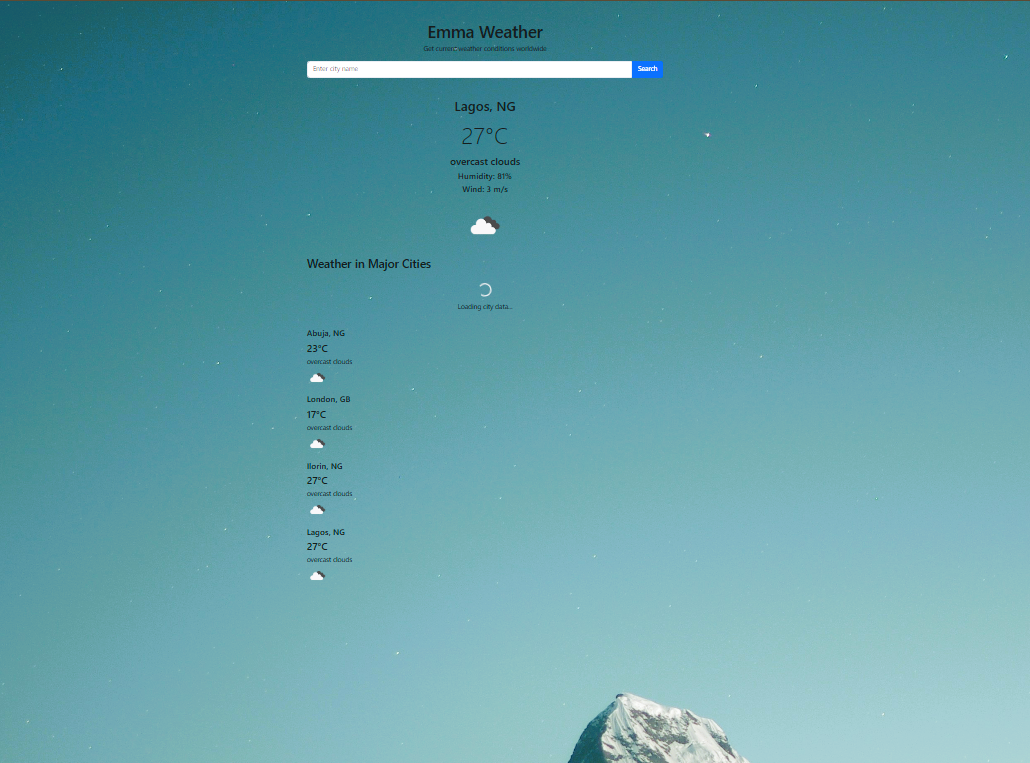 Emma Weather
Get current weather conditions worldwide
Enter city name
Search
Lagos, NG
27°C
overcast clouds
Humidity: 81%
Wind: 3 m/s
Weather in Major Cities
Loading city data...
Abuja, NG
23°C
overcast clouds
London, GB
17°C
overcast clouds
Ilorin, NG
27°C
overcast clouds
Lagos, NG
27°C
overcast clouds